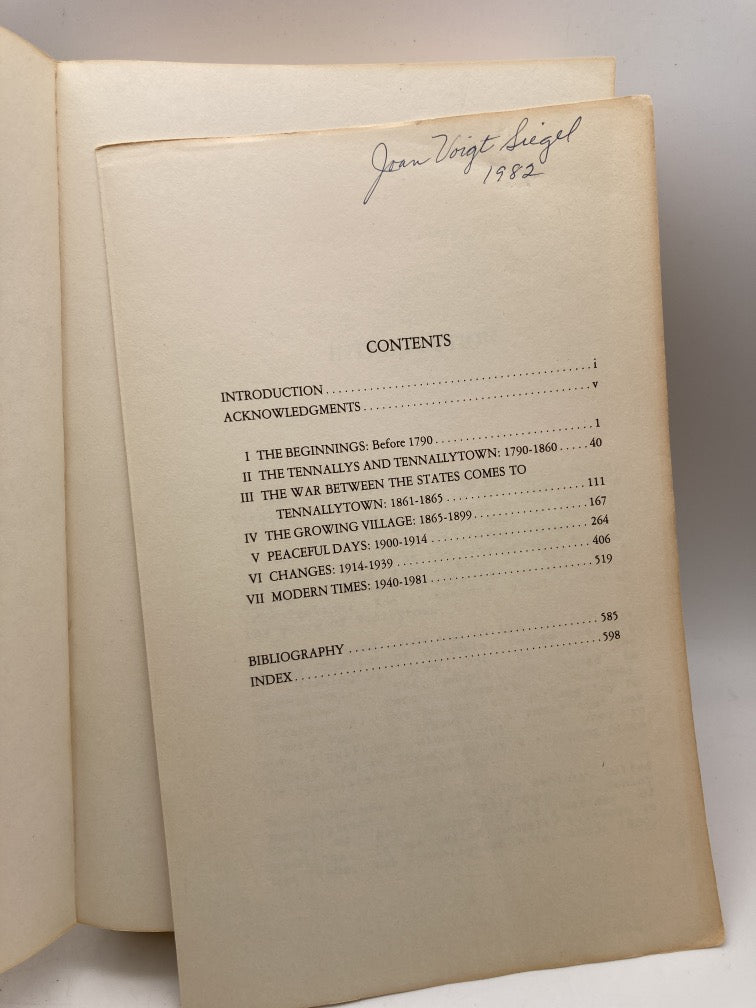 Joan Voigt Siegel
1982
CONTENTS
INTRODUCTION . . . . . . . . . . . . . . . . . . . . . . . . . . . . . . . . . . . . . . . . . . i
ACKNOWLEDGMENTS . . . . . . . . . . . . . . . . . . . . . . . . . . . . . . . . . . . . v
I THE BEGINNINGS: Before 1790 . . . . . . . . . . . . . . . . . . . . . . . . . . 1
II THE TENNALLYS AND TENNALLYTOWN: 1790-1860 . . . . . 40
III THE WAR BETWEEN THE STATES COMES TO
TENNALLYTOWN: 1861-1865 . . . . . . . . . . . . . . . . . . . . . . 111
IV THE GROWING VILLAGE: 1865-1899 . . . . . . . . . . . . . . . . . . 167
V PEACEFUL DAYS: 1900-1914 . . . . . . . . . . . . . . . . . . . . . . . . . 264
VI CHANGES: 1914-1939 . . . . . . . . . . . . . . . . . . . . . . . . . . . . . . . 406
VII MODERN TIMES: 1940-1981 . . . . . . . . . . . . . . . . . . . . . . . . . . 519
BIBLIOGRAPHY . . . . . . . . . . . . . . . . . . . . . . . . . . . . . . . . . . . . . . . . 585
INDEX . . . . . . . . . . . . . . . . . . . . . . . . . . . . . . . . . . . . . . . . . . . . . . . . 598